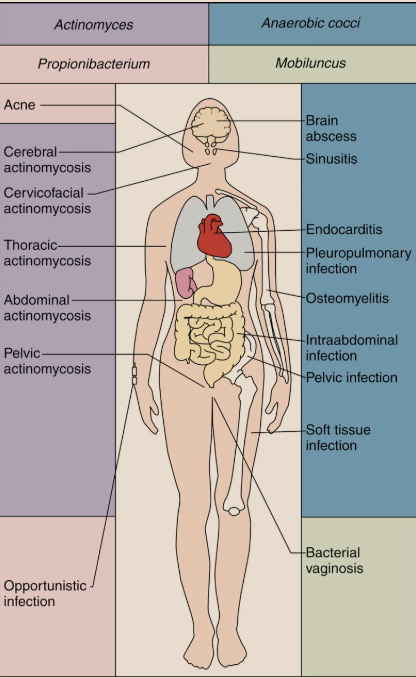 Actinomyces
Anaerobic cocci
Propionibacterium
Mobiluncus
Acne
Cerebral
actinomycosis
Cervicofacial
actinomycosis
Thoracic
actinomycosis
Abdominal
actinomycosis
Pelvic
actinomycosis
Opportunistic
infection
Brain
abscess
Sinusitis
Endocarditis
Pleuropulmonary
infection
Osteomyelitis
Intraabdominal
infection
Pelvic infection
Soft tissue
infection
Bacterial
vaginosis